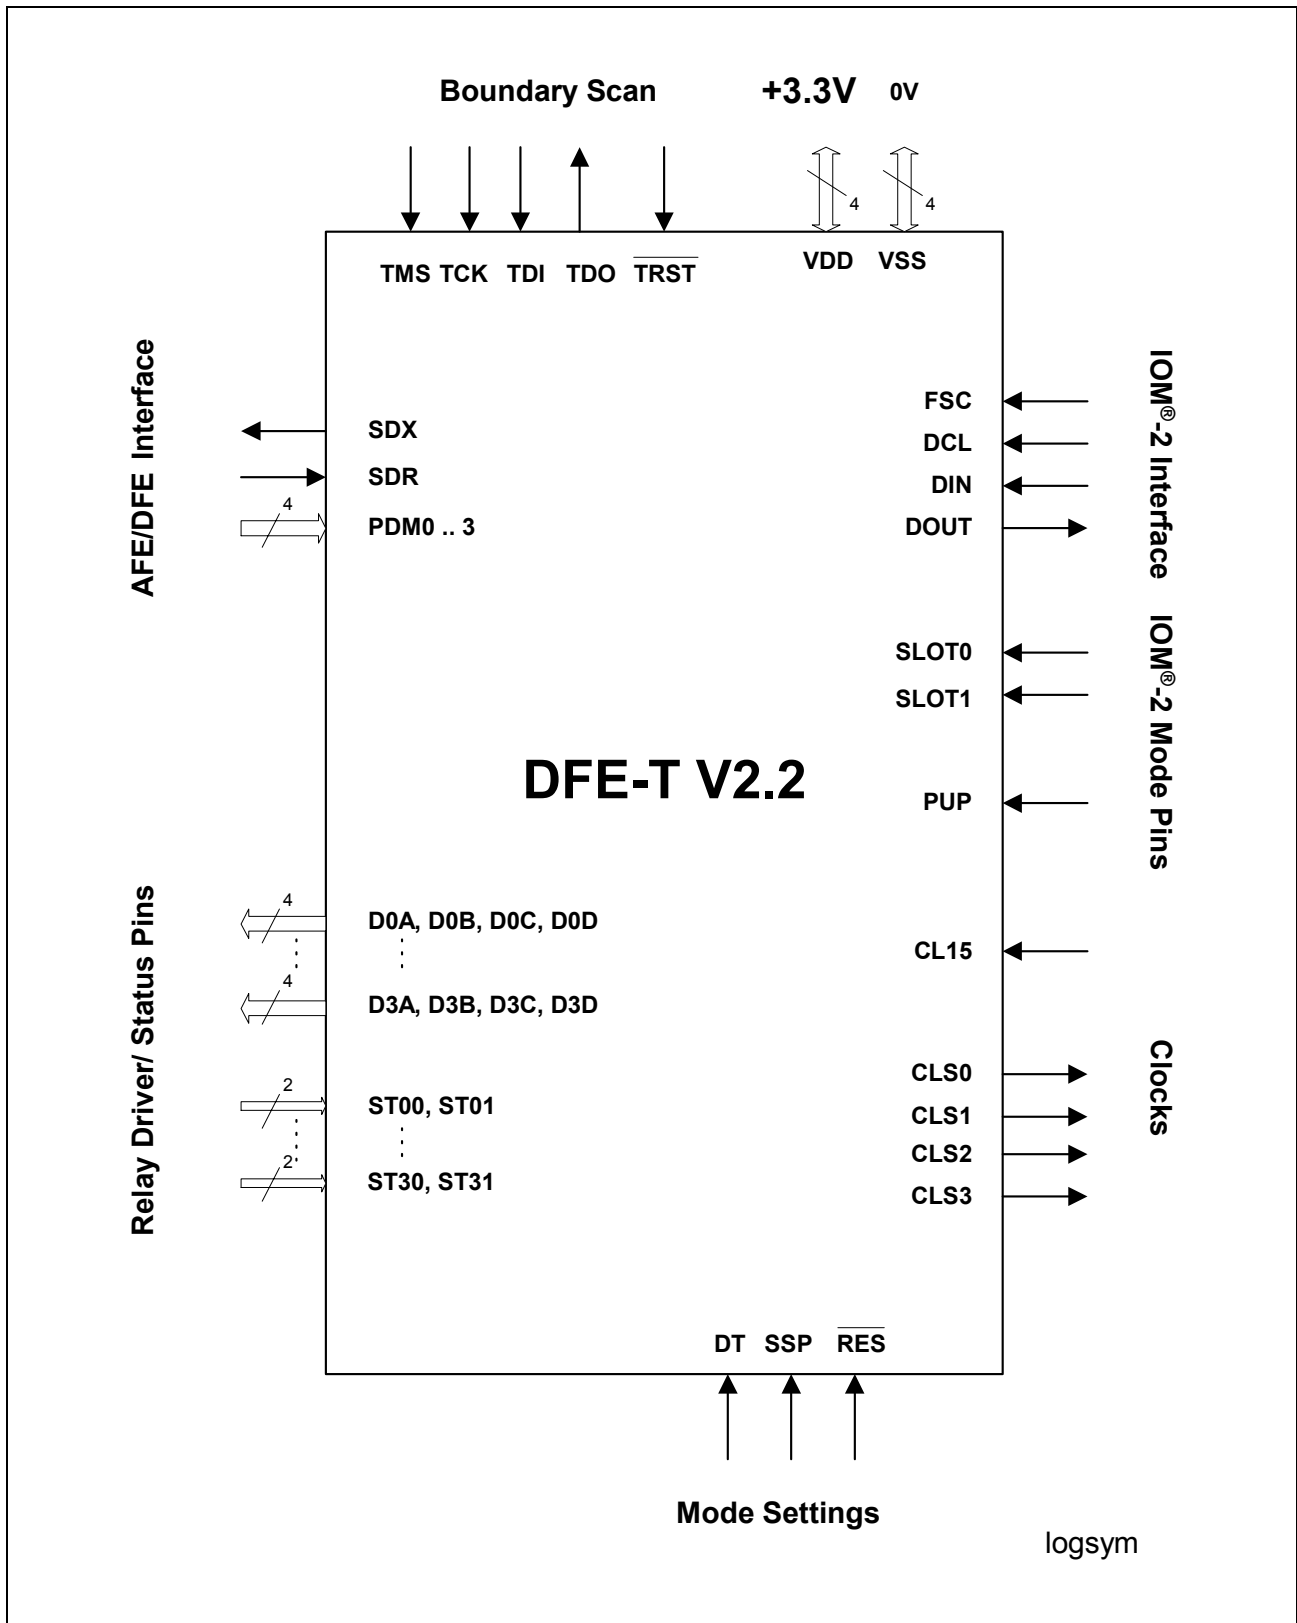 Boundary Scan +3.3V 0V
4 4
TMS TCK TDI TDO TRST VDD VSS
AFE/DFE Interface
SDX
SDR
4
PDM0 .. 3
IOM®-2 Interface
FSC
DCL
DIN
DOUT
IOM®-2 Mode Pins
SLOT0
SLOT1
PUP
DFE-T V2.2
Relay Driver/ Status Pins
4
D0A, D0B, D0C, D0D
4
D3A, D3B, D3C, D3D
2
ST00, ST01
2
ST30, ST31
CL15
Clocks
CLS0
CLS1
CLS2
CLS3
DT SSP RES
Mode Settings
logsym